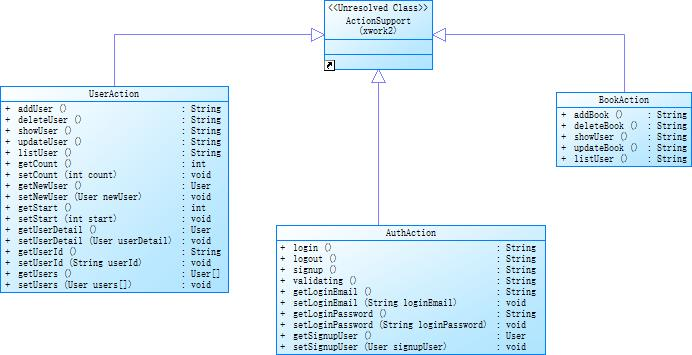 <<Unresolved Class>>
ActionSupport
(xwork2)
UserAction
+ addUser () : String
+ deleteUser () : String
+ showUser () : String
+ updateUser () : String
+ listUser () : String
+ getCount () : int
+ setCount (int count) : void
+ getNewUser () : User
+ setNewUser (User newUser) : void
+ getStart () : int
+ setStart (int start) : void
+ getUserDetail () : User
+ setUserDetail (User userDetail) : void
+ getUserId () : String
+ setUserId (String userId) : void
+ getUsers () : User[]
+ setUsers (User users[]) : void
BookAction
+ addBook () : String
+ deleteBook () : String
+ showUser () : String
+ updateBook () : String
+ listUser () : String
AuthAction
+ login () : String
+ logout () : String
+ signup () : String
+ validating () : String
+ getLoginEmail () : String
+ setLoginEmail (String loginEmail) : void
+ getLoginPassword () : String
+ setLoginPassword (String loginPassword) : void
+ getSignupUser () : User
+ setSignupUser (User signupUser) : void